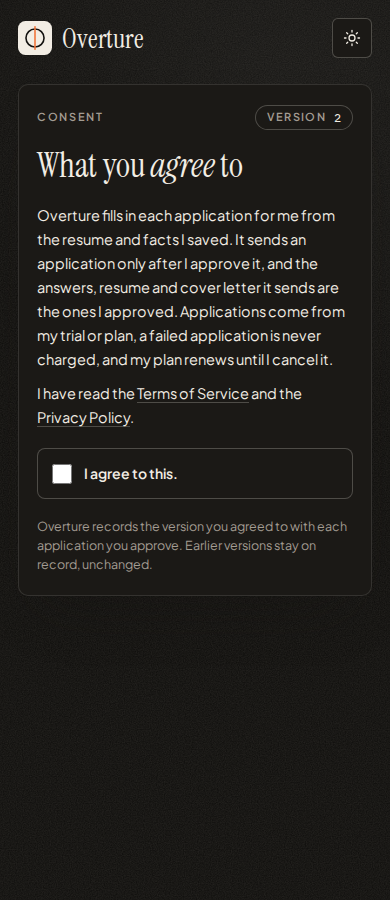 Overture
CONSENT
VERSION 2
What you agree to
Overture fills in each application for me from
the resume and facts I saved. It sends an
application only after I approve it, and the
answers, resume and cover letter it sends are
the ones I approved. Applications come from
my trial or plan, a failed application is never
charged, and my plan renews until I cancel it.
I have read the Terms of Service and the
Privacy Policy.
I agree to this.
Overture records the version you agreed to with each
application you approve. Earlier versions stay on
record, unchanged.